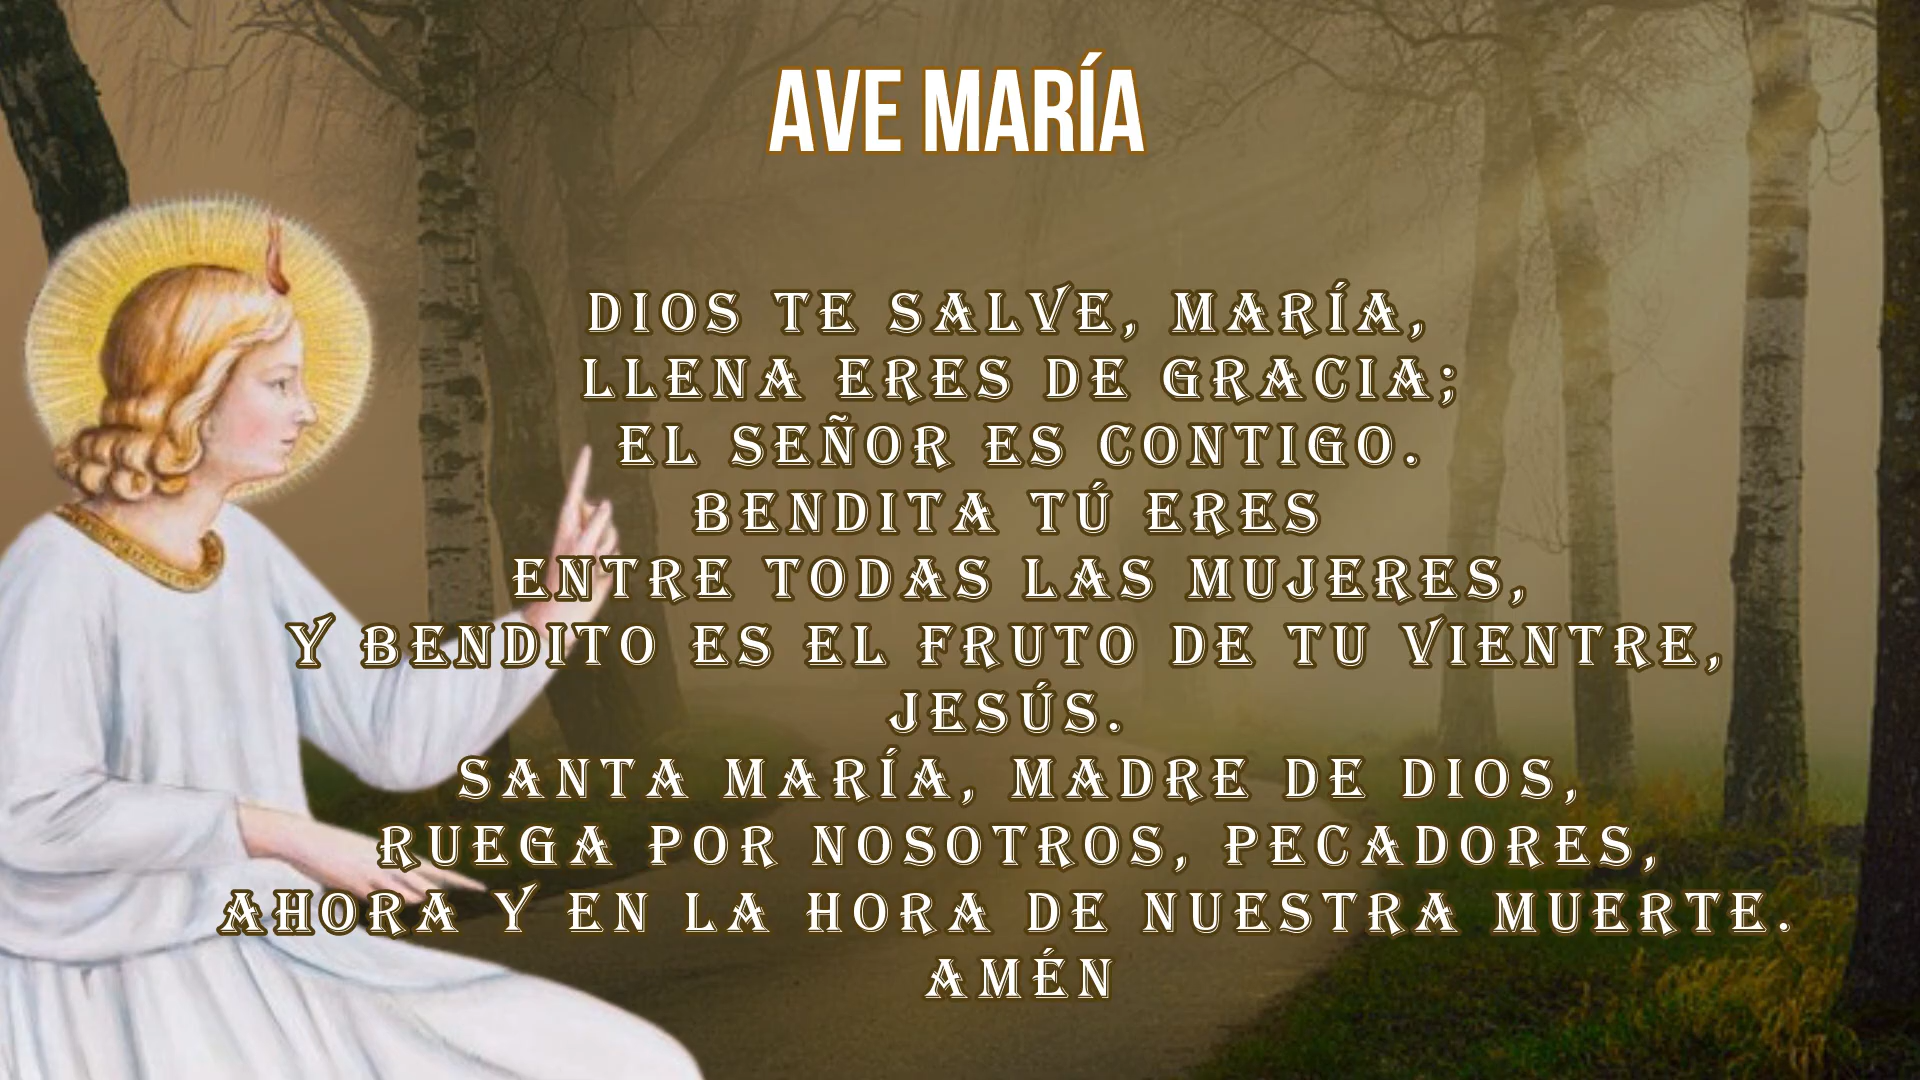 AVE MARÍA
DIOS TE SALVE, MARÍA,
LLENA ERES DE GRACIA;
EL SEÑOR ES CONTIGO.
BENDITA TÚ ERES
ENTRE TODAS LAS MUJERES,
Y BENDITO ES EL FRUTO DE TU VIENTRE,
JESÚS.
SANTA MARÍA, MADRE DE DIOS,
RUEGA POR NOSOTROS, PECADORES,
AHORA Y EN LA HORA DE NUESTRA MUERTE.
AMÉN